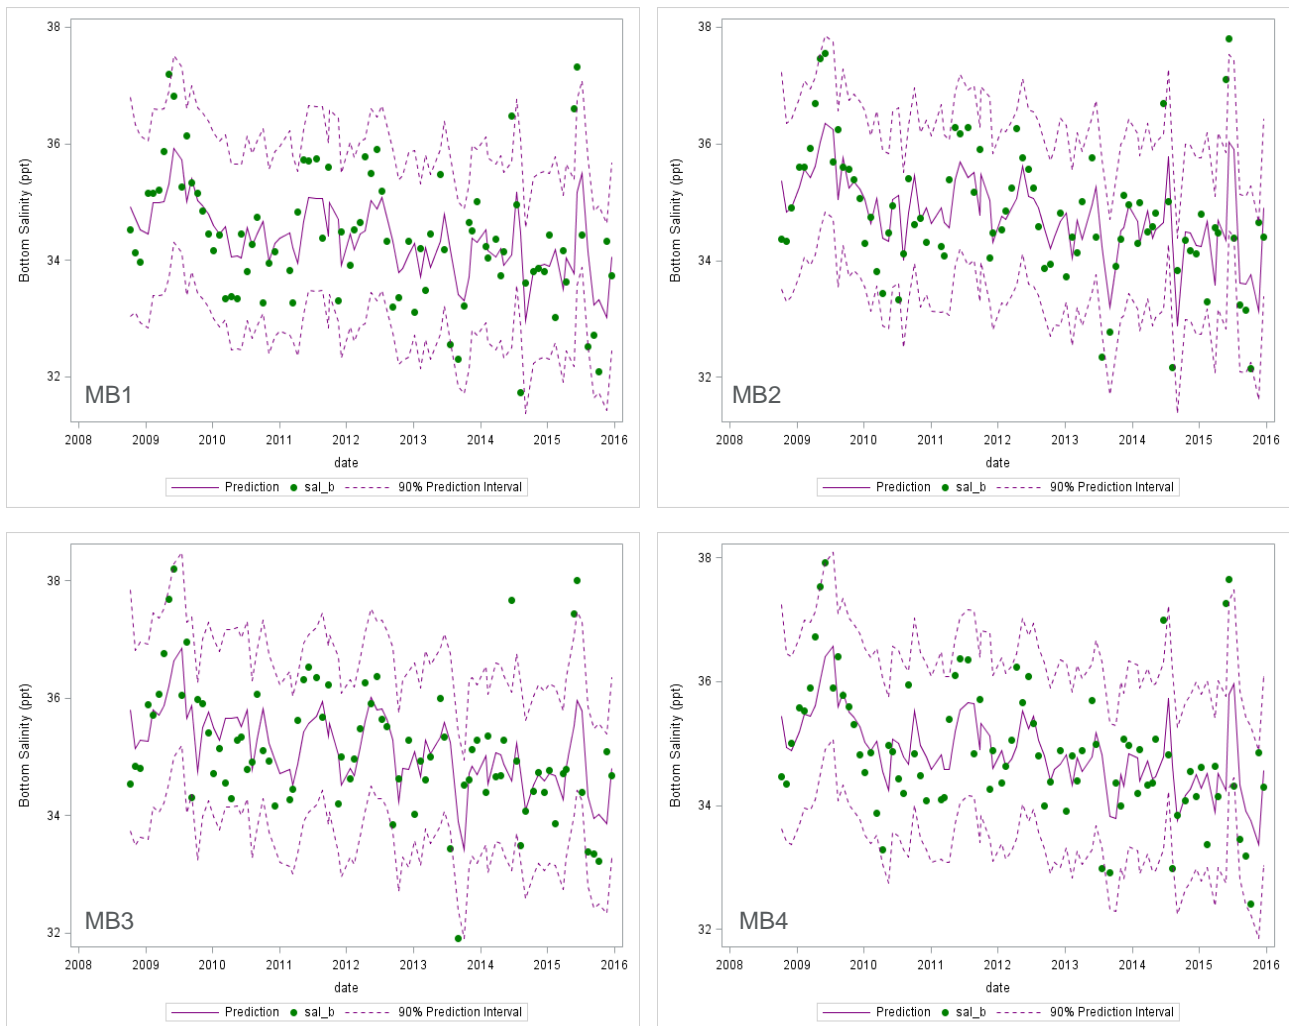 38
36
34
32
Bottom Salinity (ppt)
MB1
2008 2009 2010 2011 2012 2013 2014 2015 2016
date
Prediction sal_b 90% Prediction Interval
38
36
34
32
Bottom Salinity (ppt)
MB2
2008 2009 2010 2011 2012 2013 2014 2015 2016
date
Prediction sal_b 90% Prediction Interval
38
36
34
32
Bottom Salinity (ppt)
MB3
2008 2009 2010 2011 2012 2013 2014 2015 2016
date
Prediction sal_b 90% Prediction Interval
38
36
34
32
Bottom Salinity (ppt)
MB4
2008 2009 2010 2011 2012 2013 2014 2015 2016
date
Prediction sal_b 90% Prediction Interval